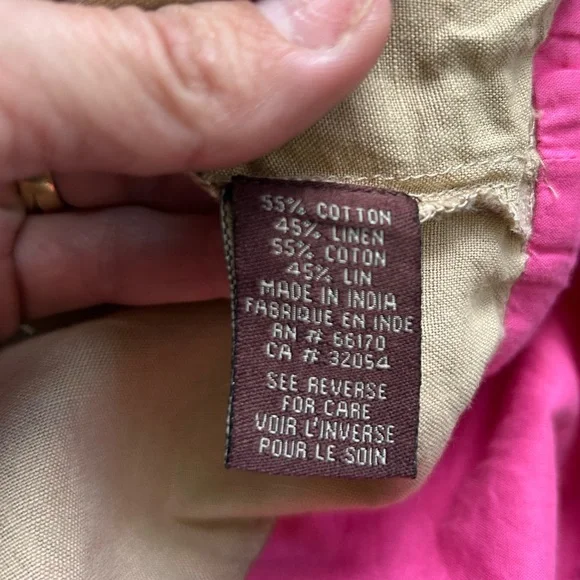 55% COTTON
45% LINEN
55% COTON
45% LIN
MADE IN INDIA
FABRIQUE EN INDE
RN # 66170
CA # 32054
SEE REVERSE
FOR CARE
VOIR L'INVERSE
POUR LE SOIN